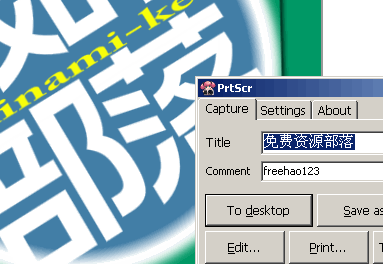 inami-ke
部落
PrtScr
Capture Settings About
Title 免费资源部落
Comment freehao123
To desktop Save as
Edit... Print...